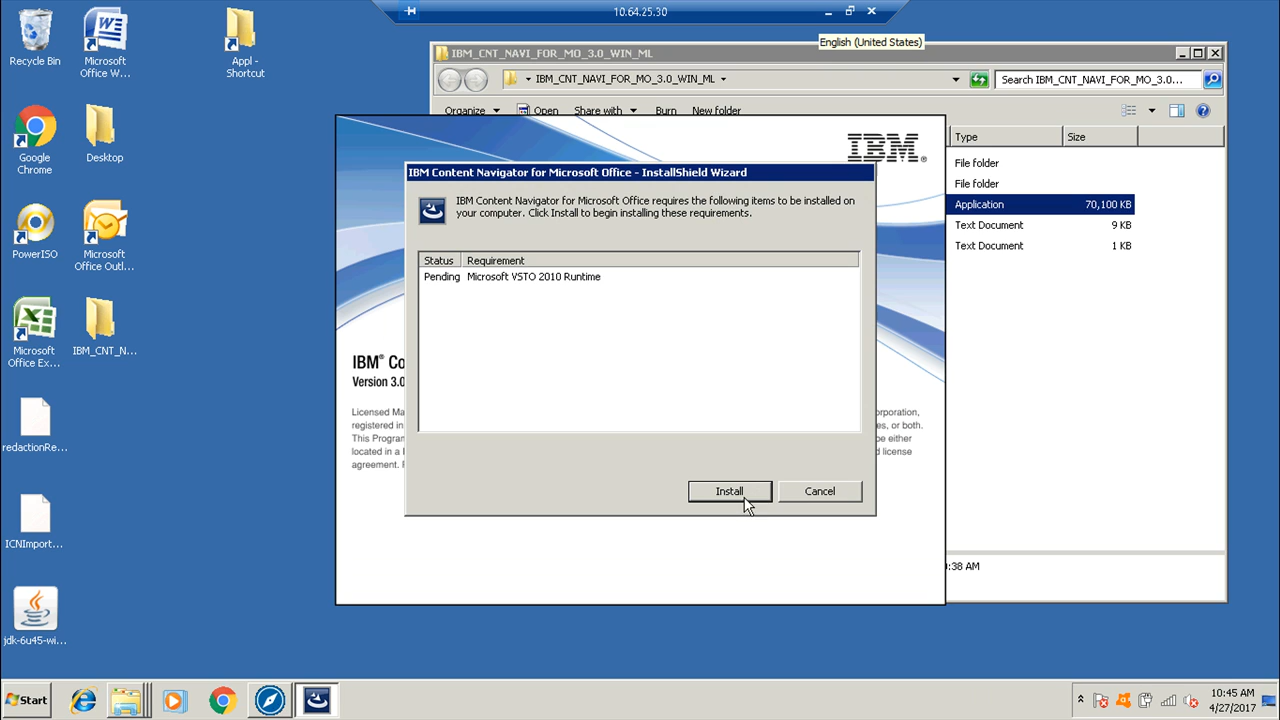 10.64.25.30
English (United States)
Recycle Bin
Microsoft
Office W...
Appl -
Shortcut
Google
Chrome
Desktop
PowerISO
Microsoft
Office Outl...
Microsoft
Office Ex...
IBM_CNT_N...
redactionRe...
ICNImport...
jdk-6u45-wi...
IBM_CNT_NAVI_FOR_MO_3.0_WIN_ML
IBM_CNT_NAVI_FOR_MO_3.0_WIN_ML
Search IBM_CNT_NAVI_FOR_MO_3.0...
Organize Open Share with Burn New folder
Type Size
File folder
File folder
Application 70,100 KB
Text Document 9 KB
Text Document 1 KB
:38 AM
IBM®
IBM Content Navigator for Microsoft Office - InstallShield Wizard
IBM Content Navigator for Microsoft Office requires the following items to be installed on
your computer. Click Install to begin installing these requirements.
Status Requirement
Pending Microsoft VSTO 2010 Runtime
Install Cancel
IBM® Co
Version 3.0
Licensed Ma orporation,
registered in es, or both.
This Program e either
located in a l d license
agreement.
Start
10:45 AM
4/27/2017